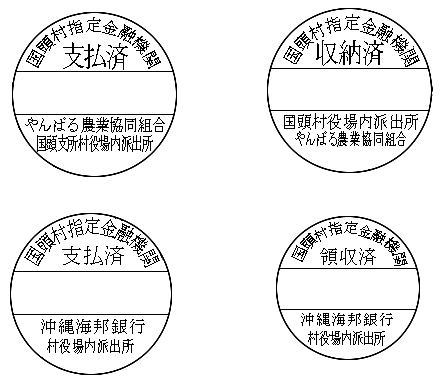 国頭村指定金融機関
支払済
やんばる農業協同組合
国頭支所村役場内派出所
国頭村指定金融機関
収納済
国頭村役場内派出所
やんばる農業協同組合
国頭村指定金融機関
支払済
沖縄海邦銀行
村役場内派出所
国頭村指定金融機関
領収済
沖縄海邦銀行
村役場内派出所